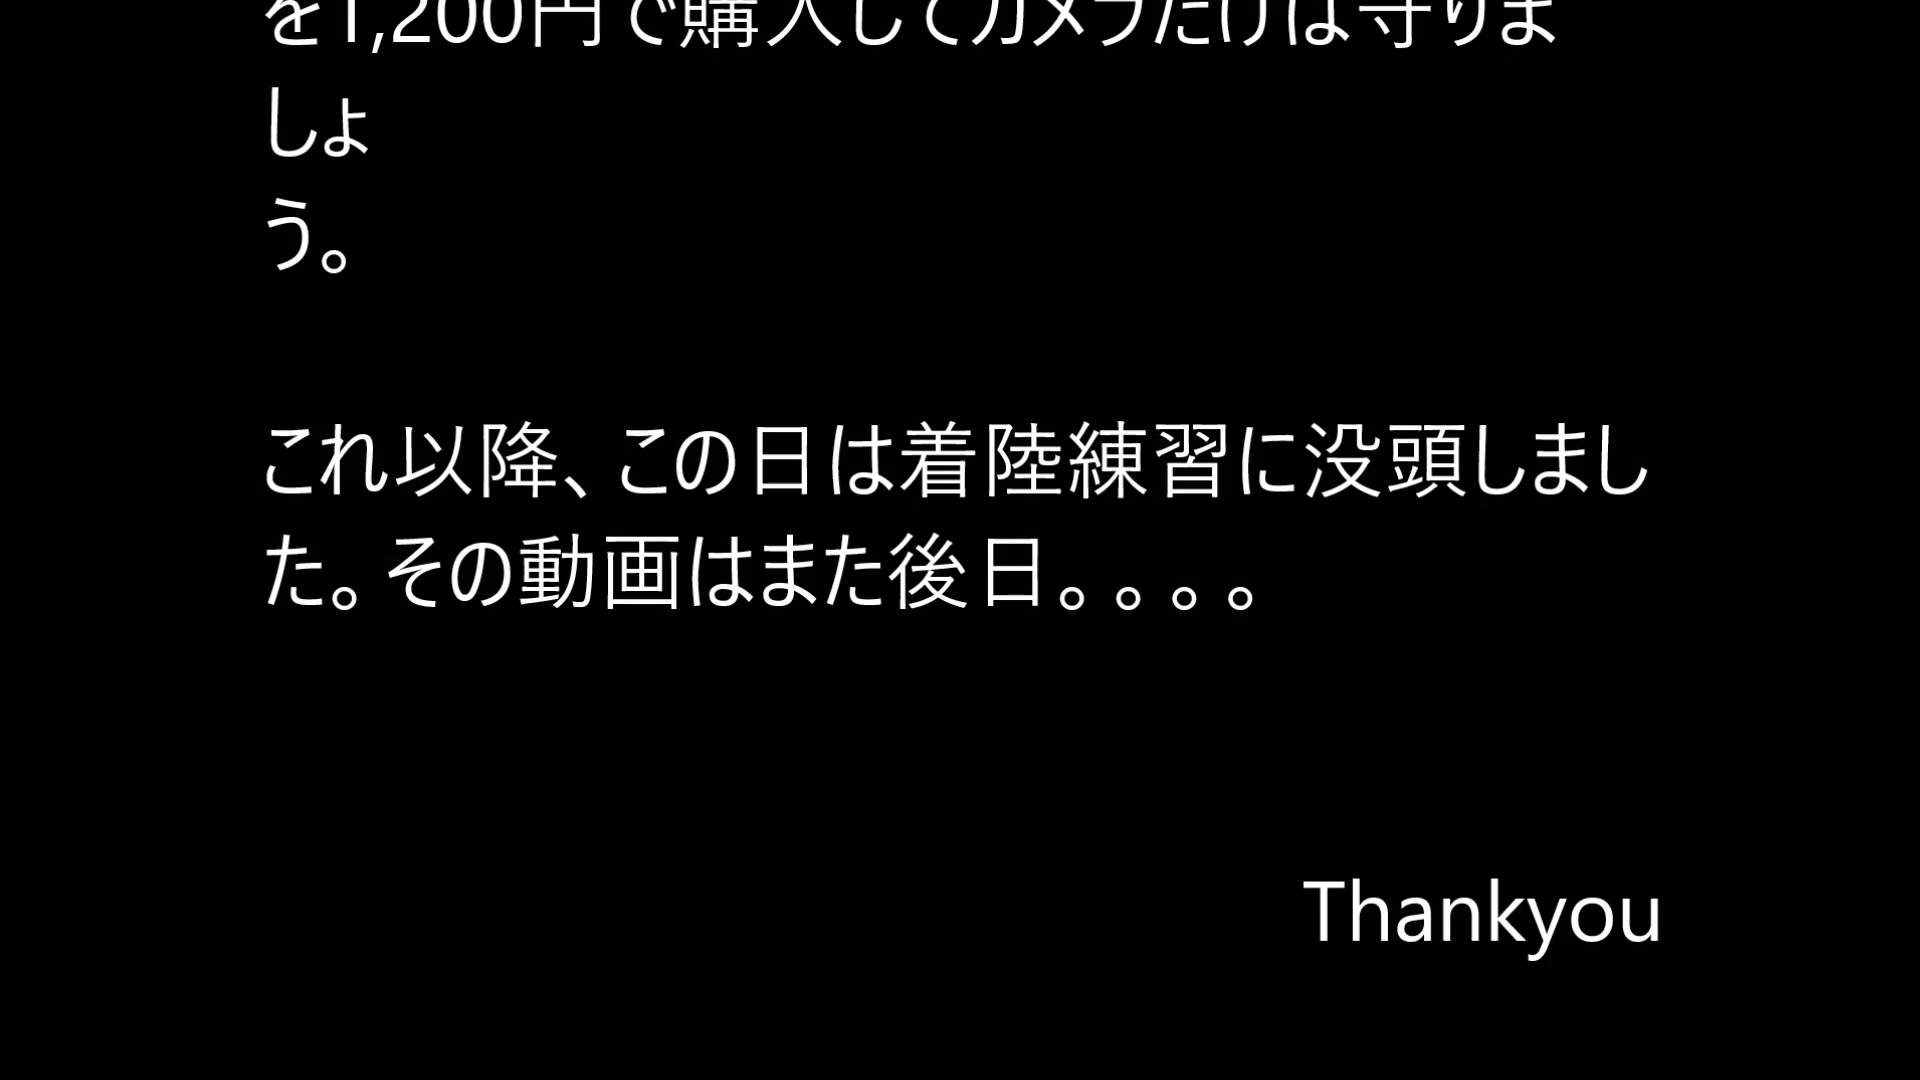 を1,200円で購入してカメラだけは守りま
しょ
う。
これ以降、この日は着陸練習に没頭しまし
た。その動画はまた後日。。。。
Thankyou